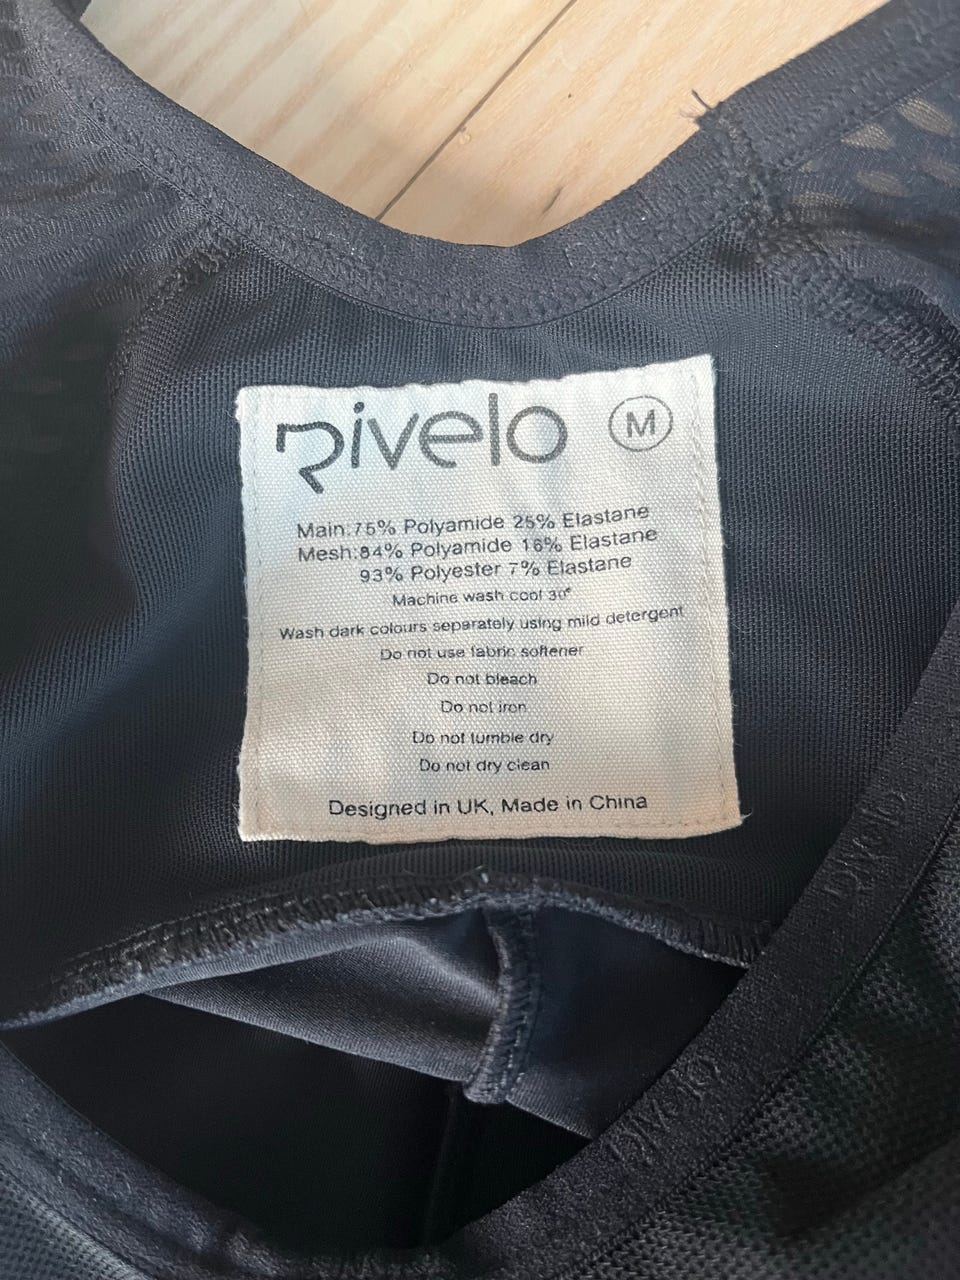 Rivelo M
Main:75% Polyamide 25% Elastane
Mesh:84% Polyamide 16% Elastane
93% Polyester 7% Elastane
Machine wash cool 30°
Wash dark colours separately using mild detergent
Do not use fabric softener
Do not bleach
Do not iron
Do not tumble dry
Do not dry clean
Designed in UK, Made in China